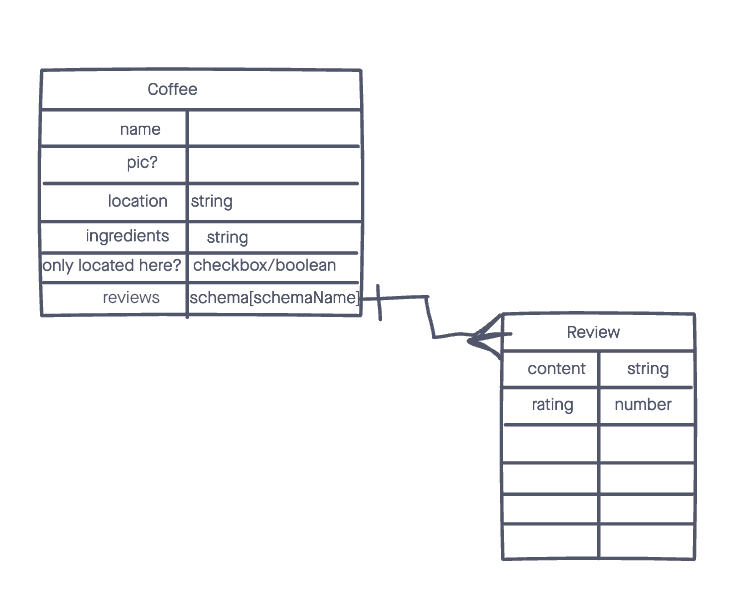 Coffee
name
pic?
location string
ingredients string
only located here? checkbox/boolean
reviews schema[schemaName]
Review
content string
rating number